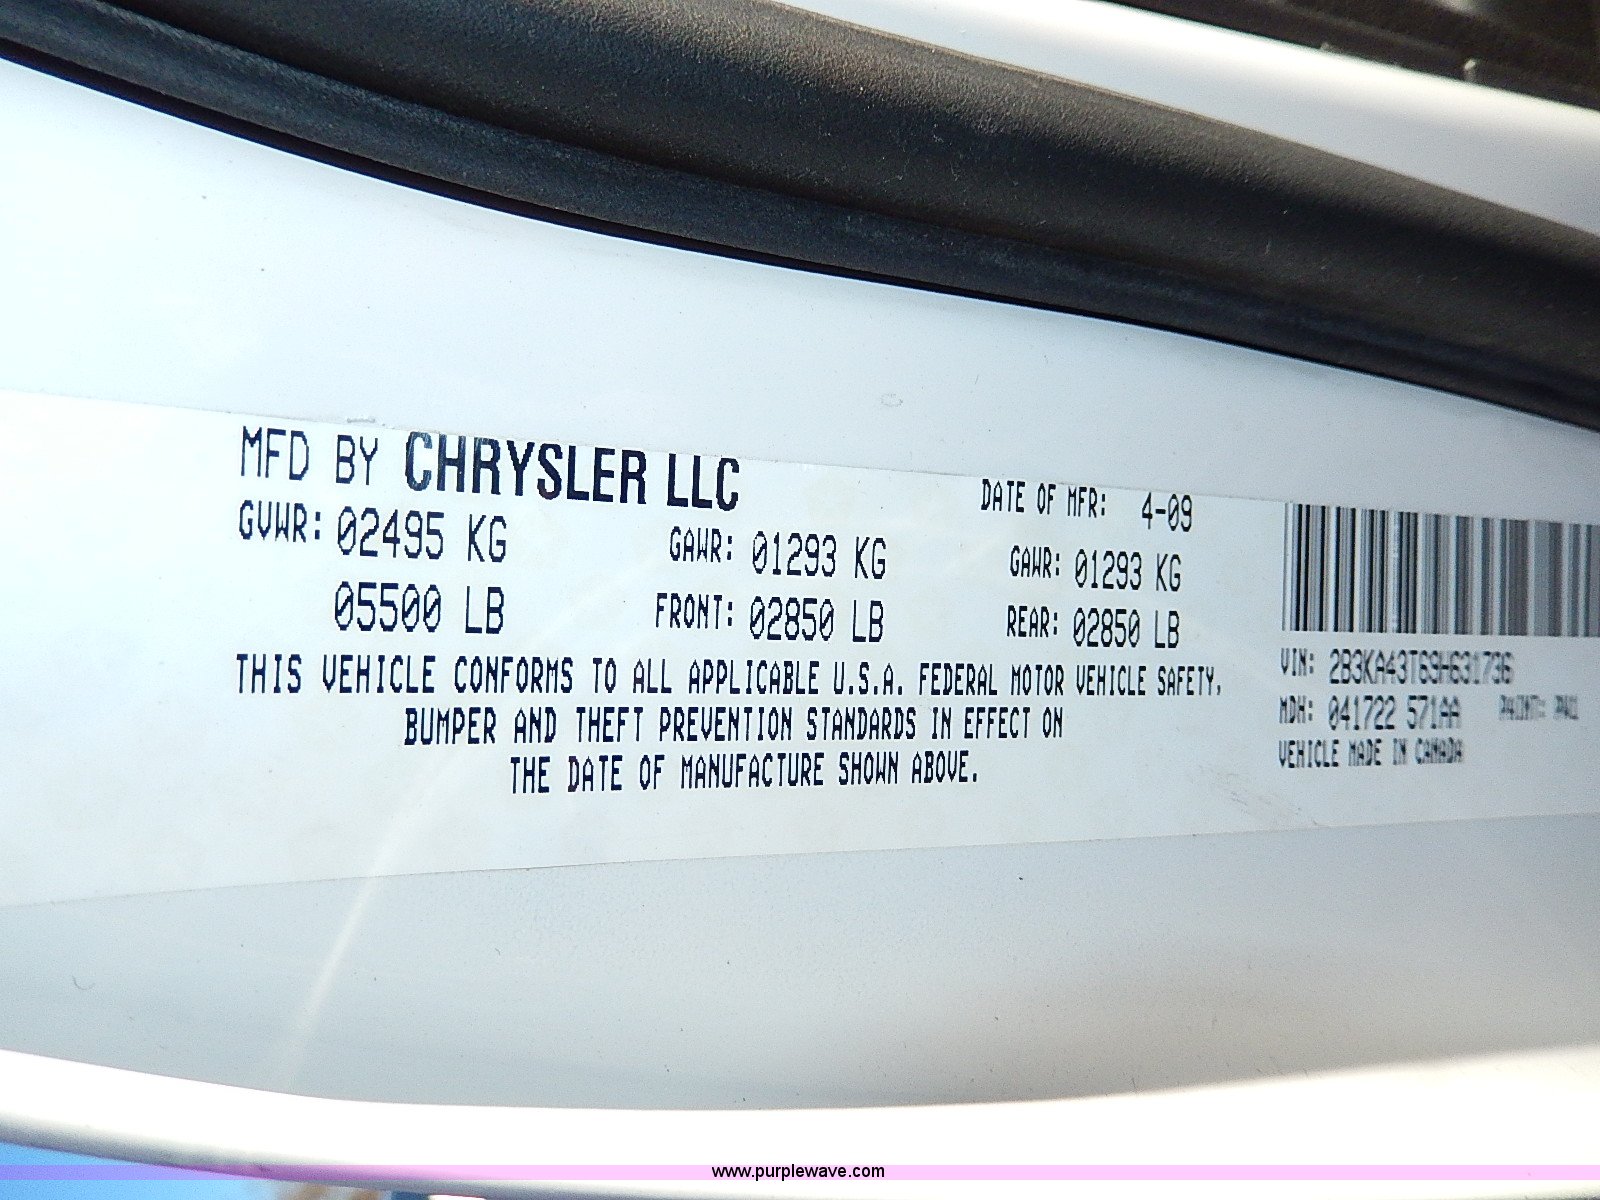 MFD BY CHRYSLER LLC
DATE OF MFR: 4-09
GVWR: 02495 KG GAWR: 01293 KG GAWR: 01293 KG
05500 LB FRONT: 02850 LB REAR: 02850 LB
THIS VEHICLE CONFORMS TO ALL APPLICABLE U.S.A. FEDERAL MOTOR VEHICLE SAFETY,
BUMPER AND THEFT PREVENTION STANDARDS IN EFFECT ON
THE DATE OF MANUFACTURE SHOWN ABOVE.
VIN: 2B3KA43T69H631736
MDH: 041722 571AA PAINT:
VEHICLE MADE IN CANADA
www.purplewave.com